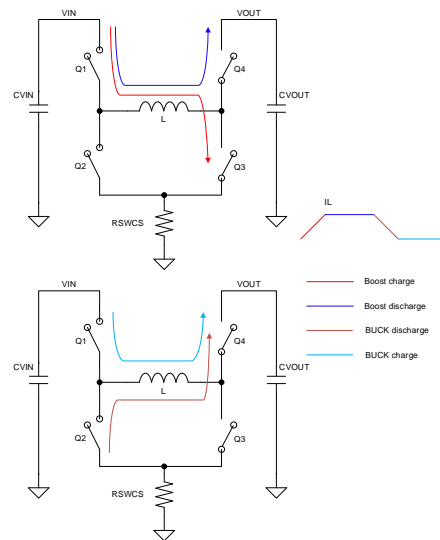 VIN
VOUT
Q1
Q4
CVIN
CVOUT
L
Q2
Q3
RSWCS
IL
Boost charge
Boost discharge
BUCK discharge
BUCK charge
VIN
VOUT
Q1
Q4
CVIN
CVOUT
L
Q2
Q3
RSWCS